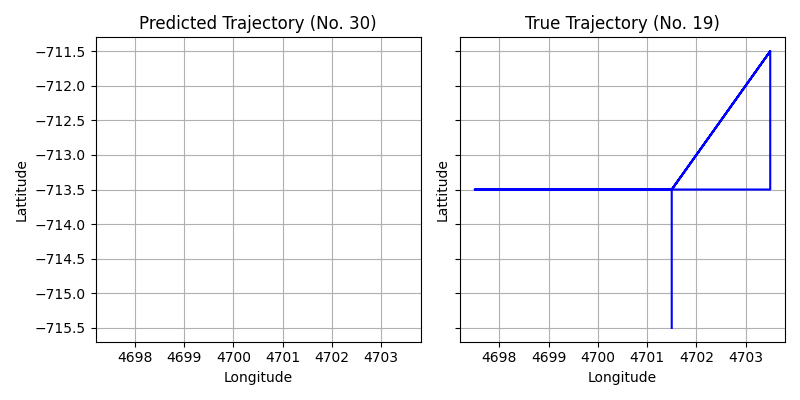 Predicted Trajectory (No. 30)
True Trajectory (No. 19)
−711.5
−712.0
−712.5
−713.0
−713.5
−714.0
−714.5
−715.0
−715.5
Lattitude
Lattitude
4698 4699 4700 4701 4702 4703
4698 4699 4700 4701 4702 4703
Longitude
Longitude